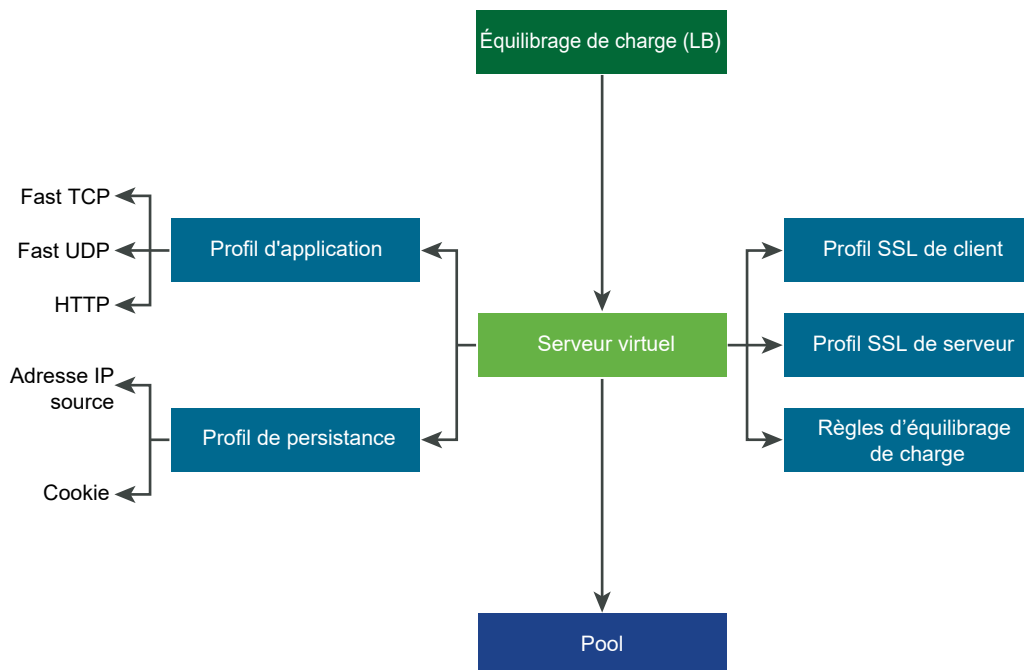 Équilibrage de charge (LB)
Fast TCP
Fast UDP
HTTP
Profil d'application
Adresse IP
source
Cookie
Profil de persistance
Serveur virtuel
Profil SSL de client
Profil SSL de serveur
Règles d’équilibrage
de charge
Pool